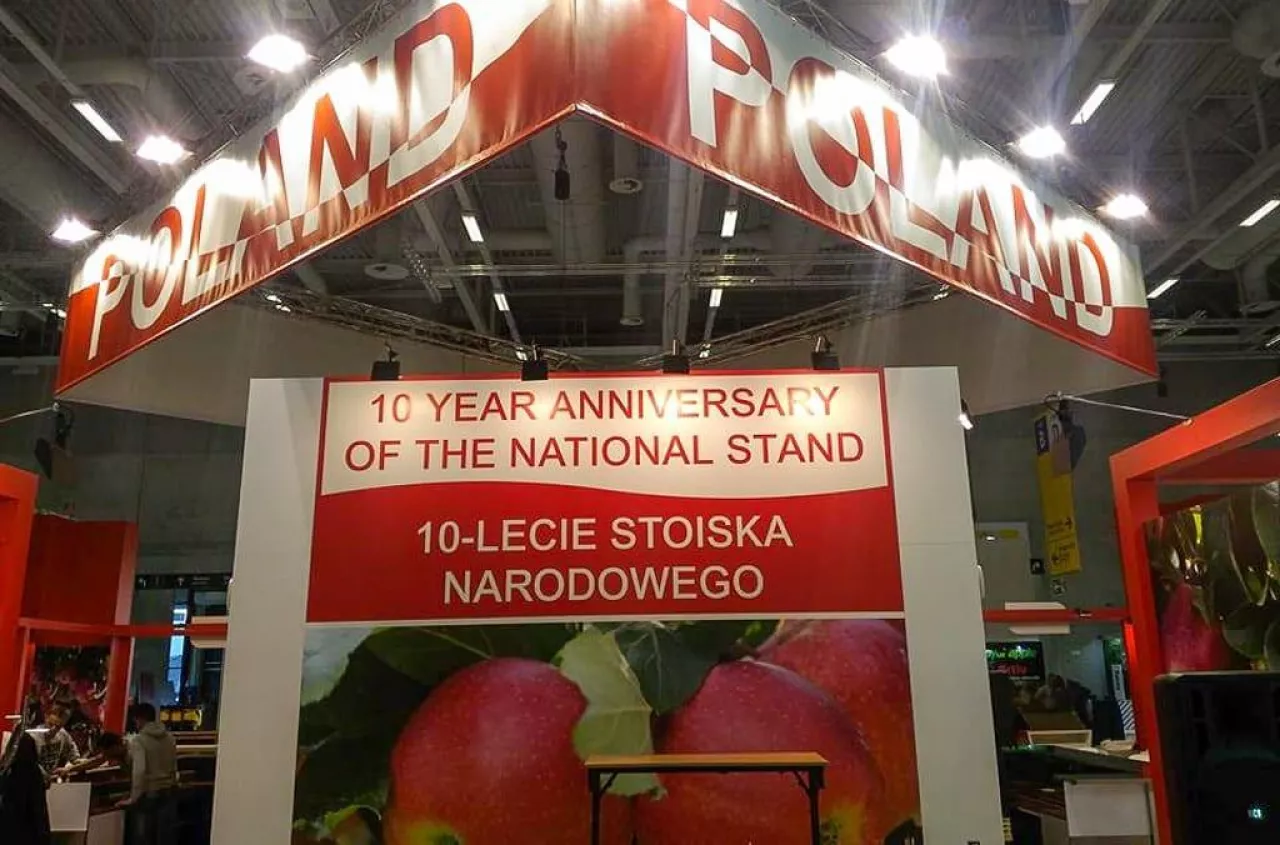 POLAND
POLAND
10 YEAR ANNIVERSARY
OF THE NATIONAL STAND
10-LECIE STOISKA
NARODOWEGO